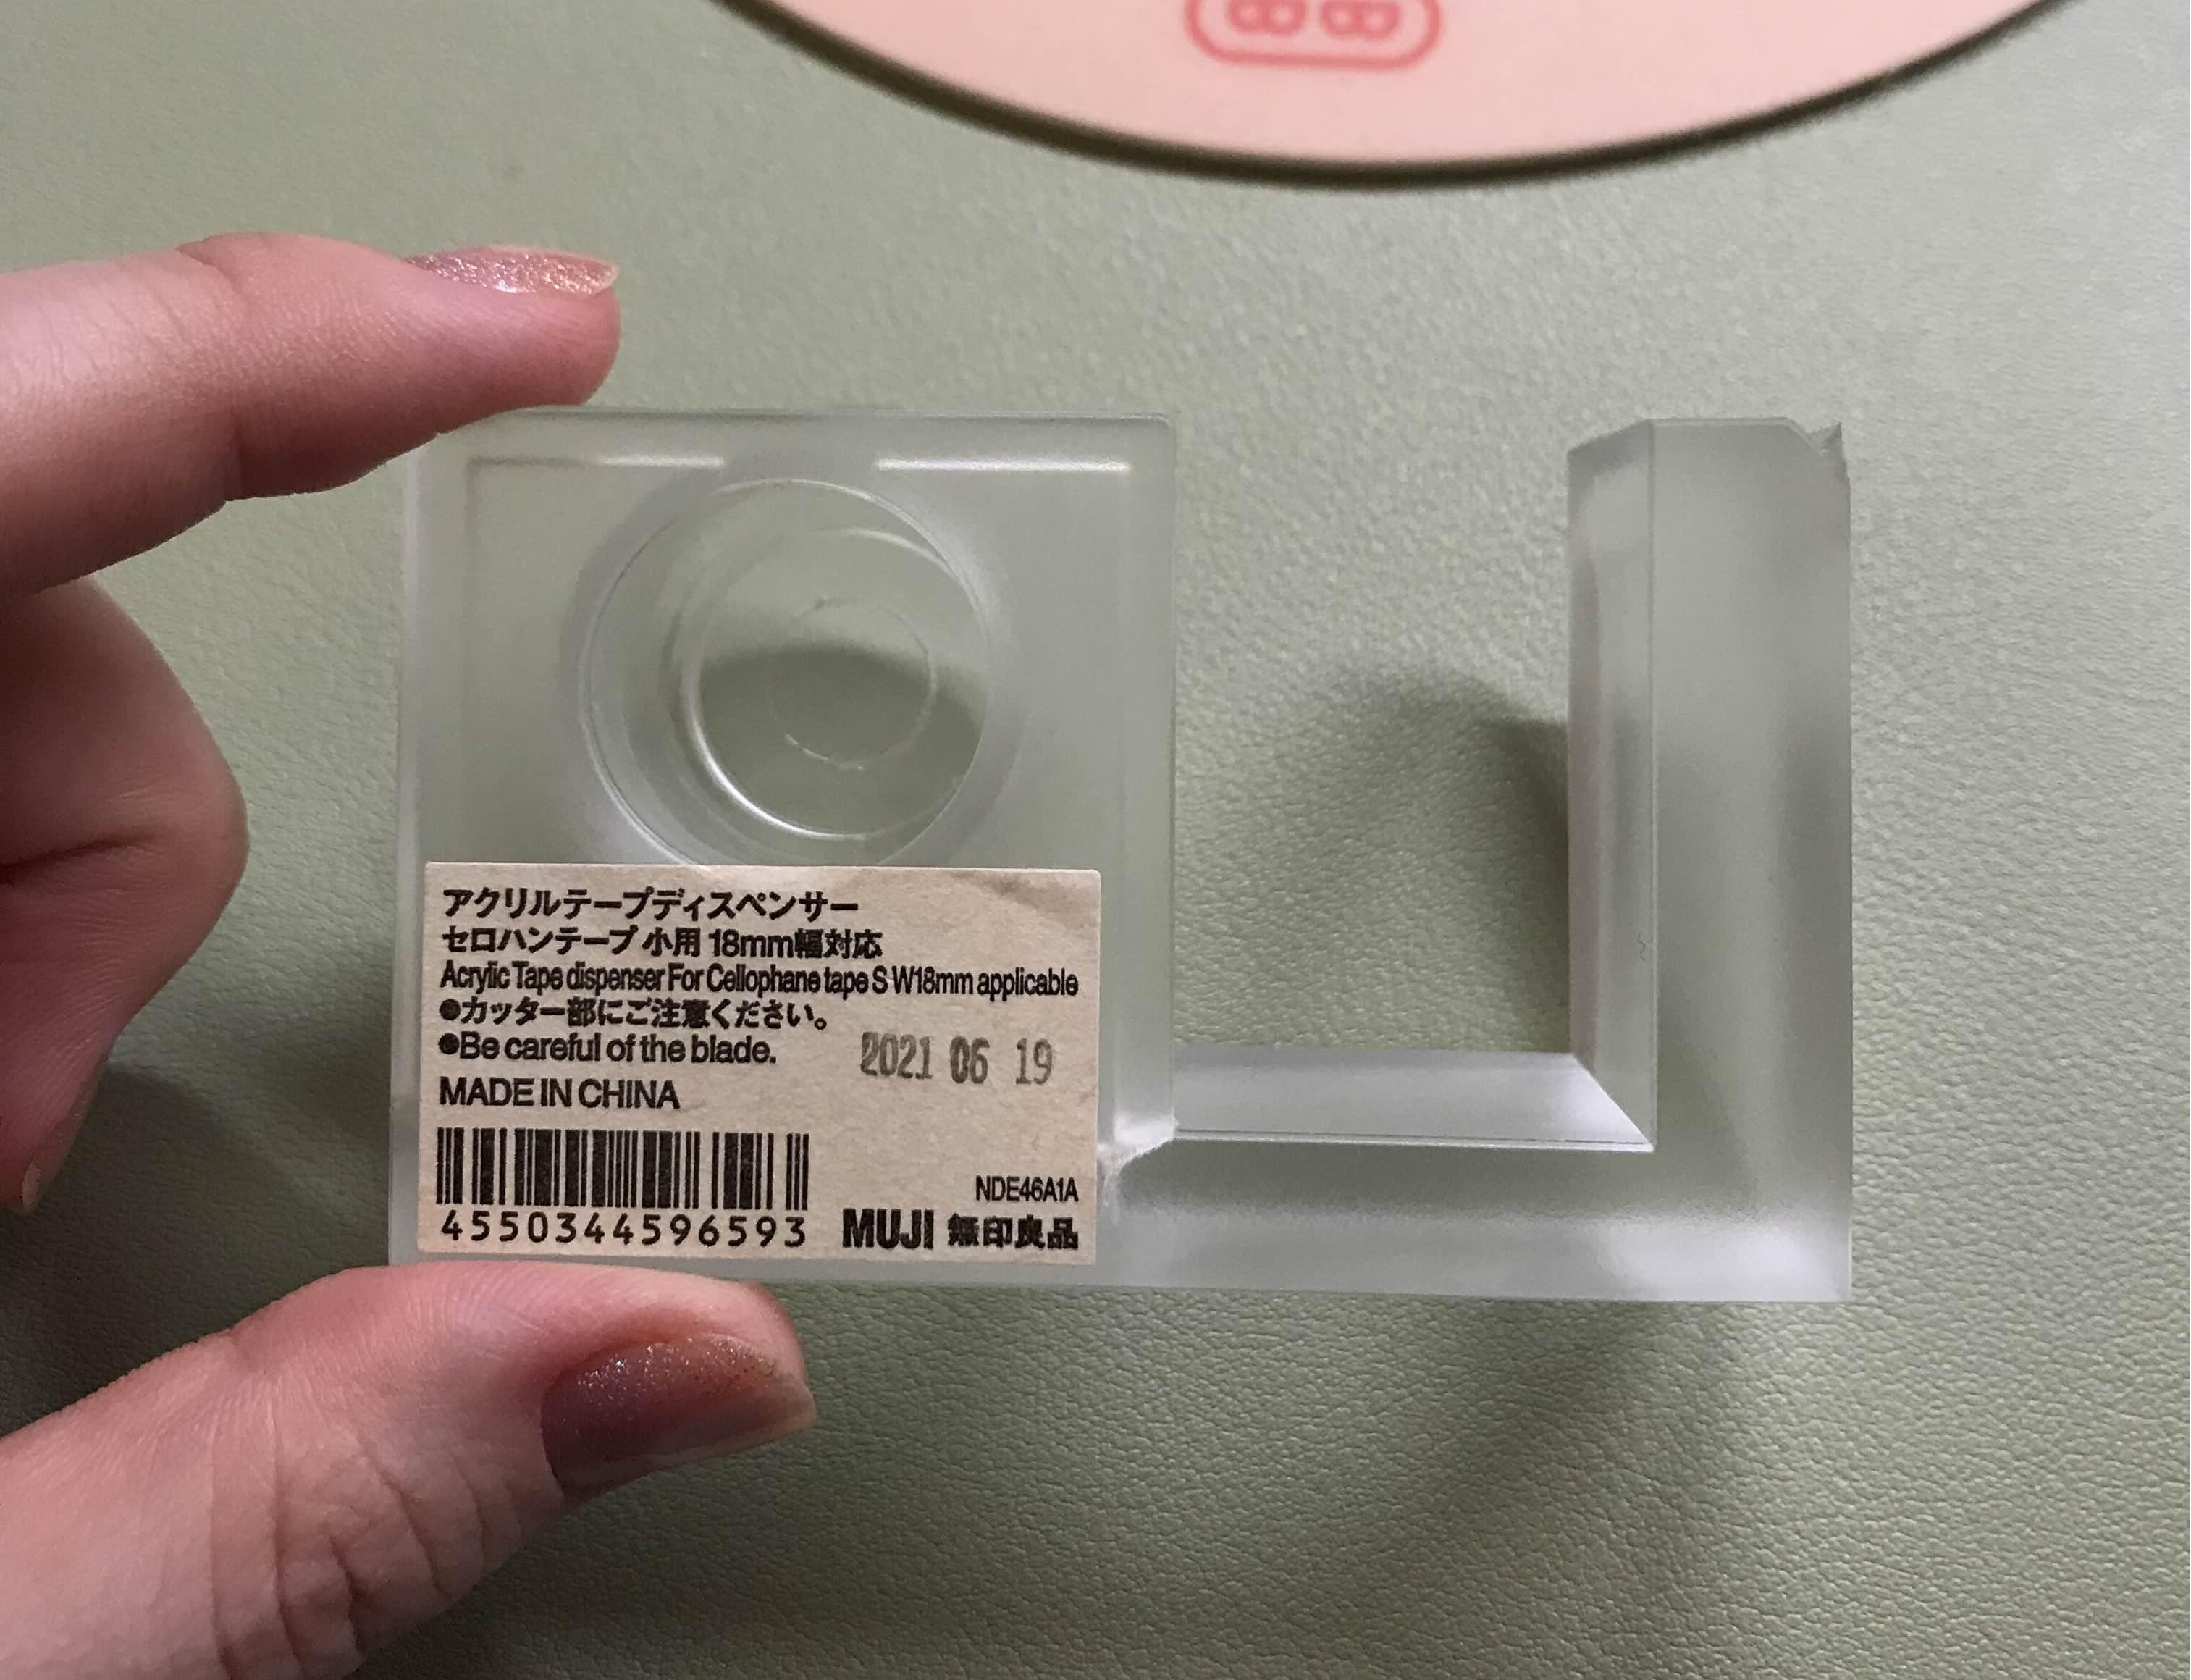 アクリルテープディスペンサー
セロハンテープ 小用 18mm幅対応
Acrylic Tape dispenser For Cellophane tape S W18mm applicable
●カッター部にご注意ください。
●Be careful of the blade.
2021 06 19
MADE IN CHINA
NDE46A1A
4550344596593
MUJI 無印良品